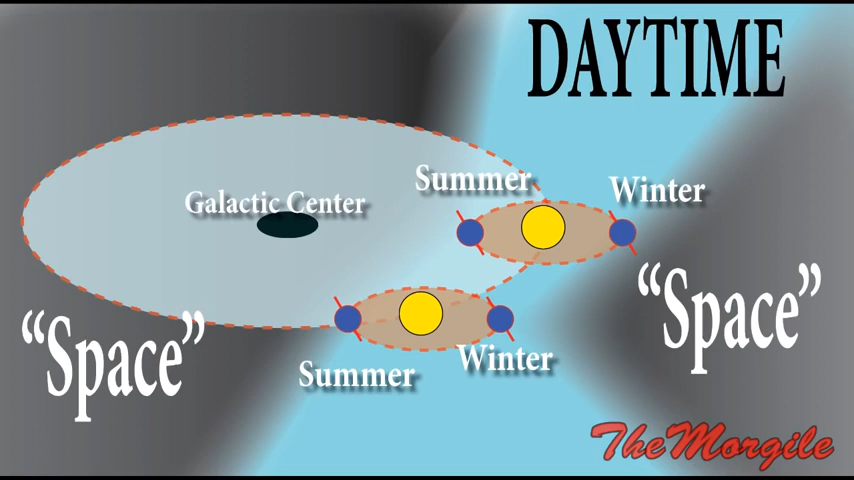 DAYTIME
Summer
Winter
Galactic Center
“Space”
“Space”
Winter
Summer
TheMorgile